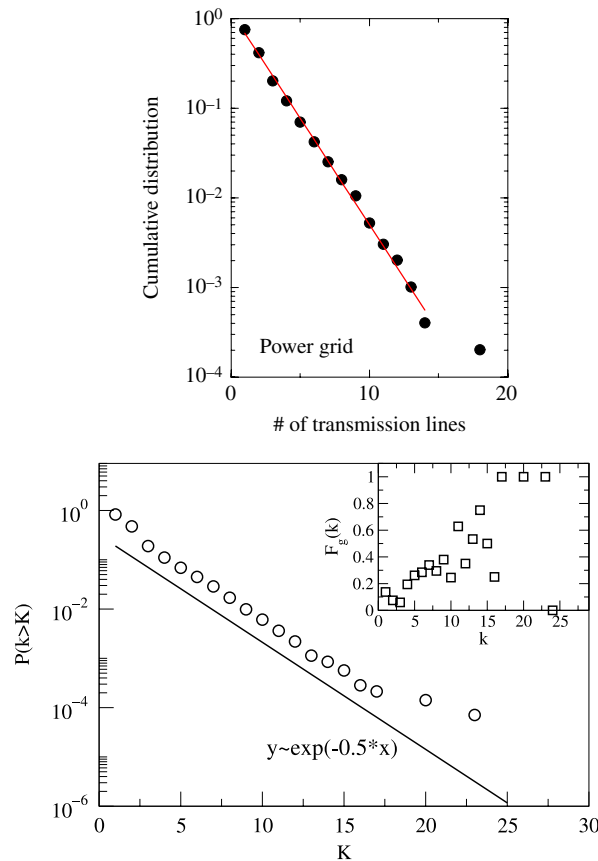 10^0
10^−1
10^−2
10^−3
10^−4
Cumulative distribution
Power grid
0 10 20
# of transmission lines
10^0
10^−2
10^−4
10^−6
P(k>K)
y~exp(-0.5*x)
0 5 10 15 20 25 30
K
1
0.8
0.6
0.4
0.2
0
F_g(k)
0 5 10 15 20 25
k